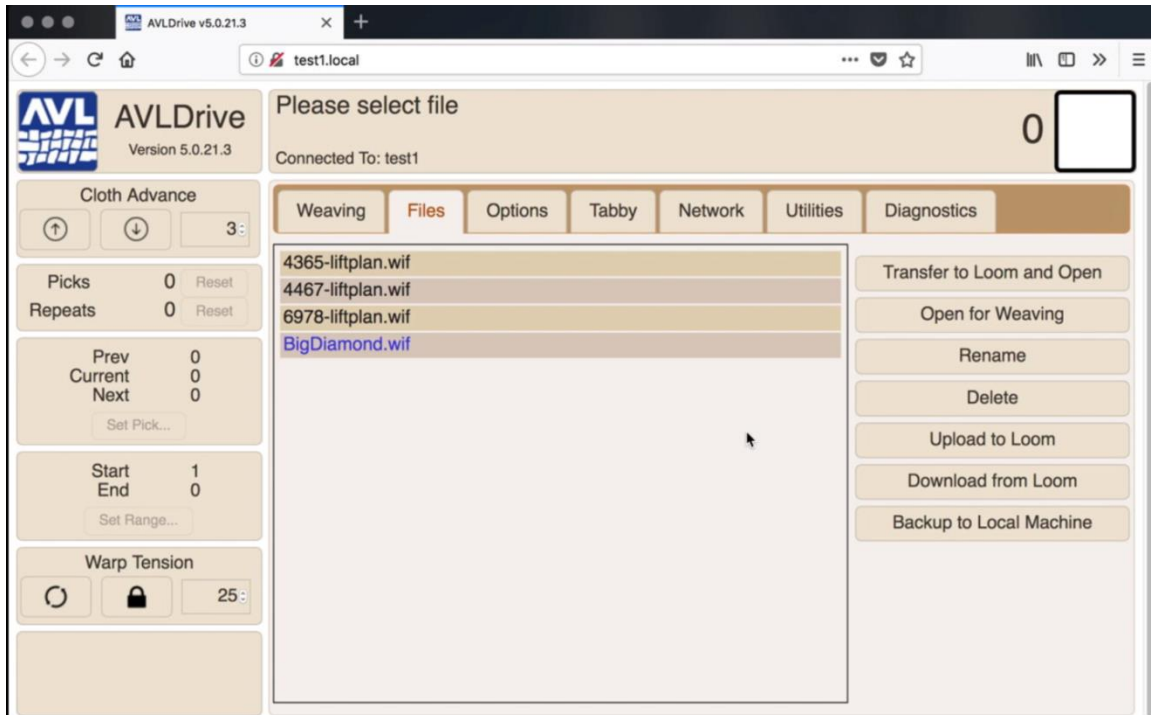 AVLDrive v5.0.21.3
test1.local
AVL
AVLDrive
Version 5.0.21.3
Please select file
Connected To: test1
0
Cloth Advance
3
Picks 0 Reset
Repeats 0 Reset
Prev 0
Current 0
Next 0
Set Pick...
Start 1
End 0
Set Range...
Warp Tension
25
Weaving Files Options Tabby Network Utilities Diagnostics
4365-liftplan.wif
4467-liftplan.wif
6978-liftplan.wif
BigDiamond.wif
Transfer to Loom and Open
Open for Weaving
Rename
Delete
Upload to Loom
Download from Loom
Backup to Local Machine